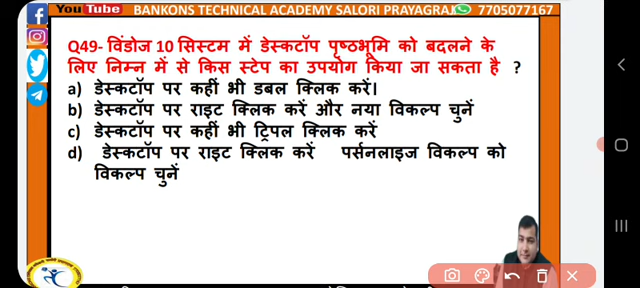 You Tube BANKONS TECHNICAL ACADEMY SALORI PRAYAGRAJ 7705077167
Q49- विंडोज 10 सिस्टम में डेस्कटॉप पृष्ठभूमि को बदलने के
लिए निम्न में से किस स्टेप का उपयोग किया जा सकता है ?
a) डेस्कटॉप पर कहीं भी डबल क्लिक करें।
b) डेस्कटॉप पर राइट क्लिक करें और नया विकल्प चुनें
c) डेस्कटॉप पर कहीं भी ट्रिपल क्लिक करें
d) डेस्कटॉप पर राइट क्लिक करें पर्सनलाइज विकल्प को
विकल्प चुनें